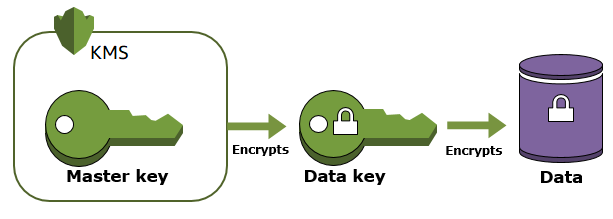 KMS
Encrypts
Encrypts
Master key
Data key
Data